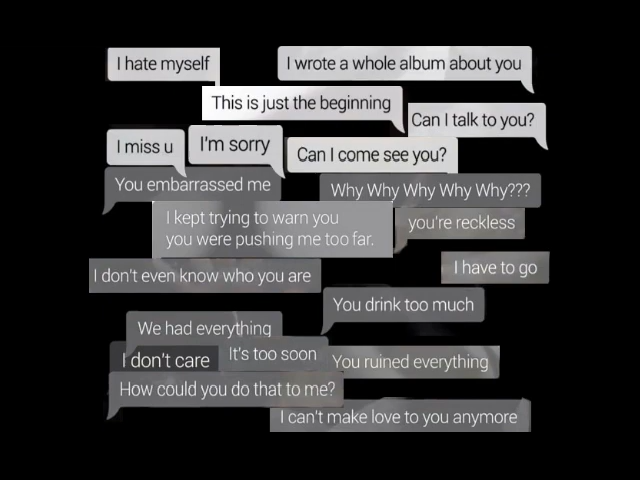 I hate myself
I wrote a whole album about you
This is just the beginning
Can I talk to you?
I miss u
I'm sorry
Can I come see you?
You embarrassed me
Why Why Why Why Why???
I kept trying to warn you
you were pushing me too far.
you're reckless
I don't even know who you are
I have to go
You drink too much
We had everything
I don't care
It's too soon
You ruined everything
How could you do that to me?
I can't make love to you anymore